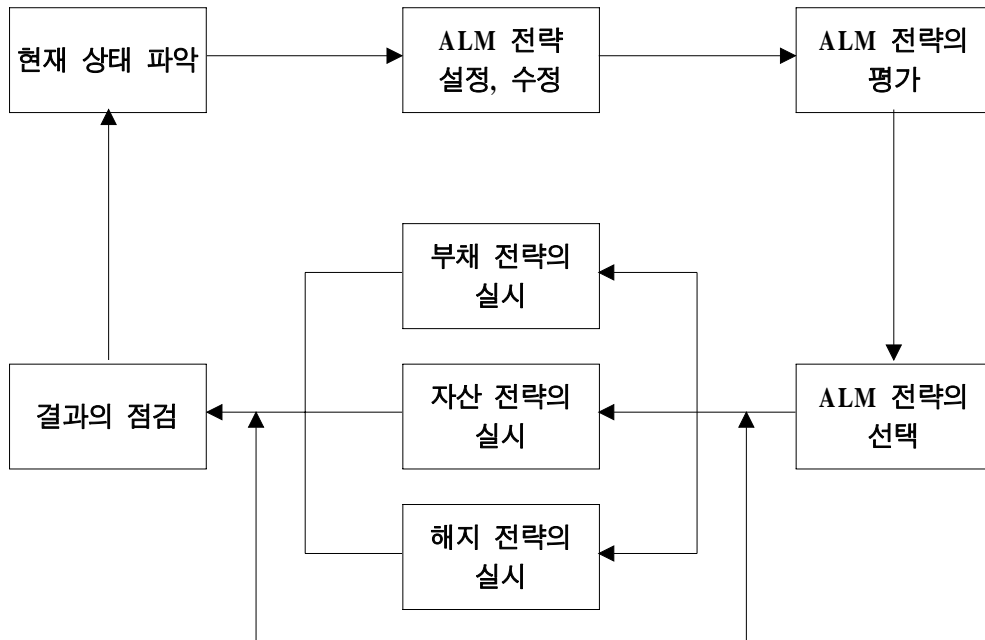 현재 상태 파악
ALM 전략
설정, 수정
ALM 전략의
평가
부채 전략의
실시
결과의 점검
자산 전략의
실시
ALM 전략의
선택
해지 전략의
실시